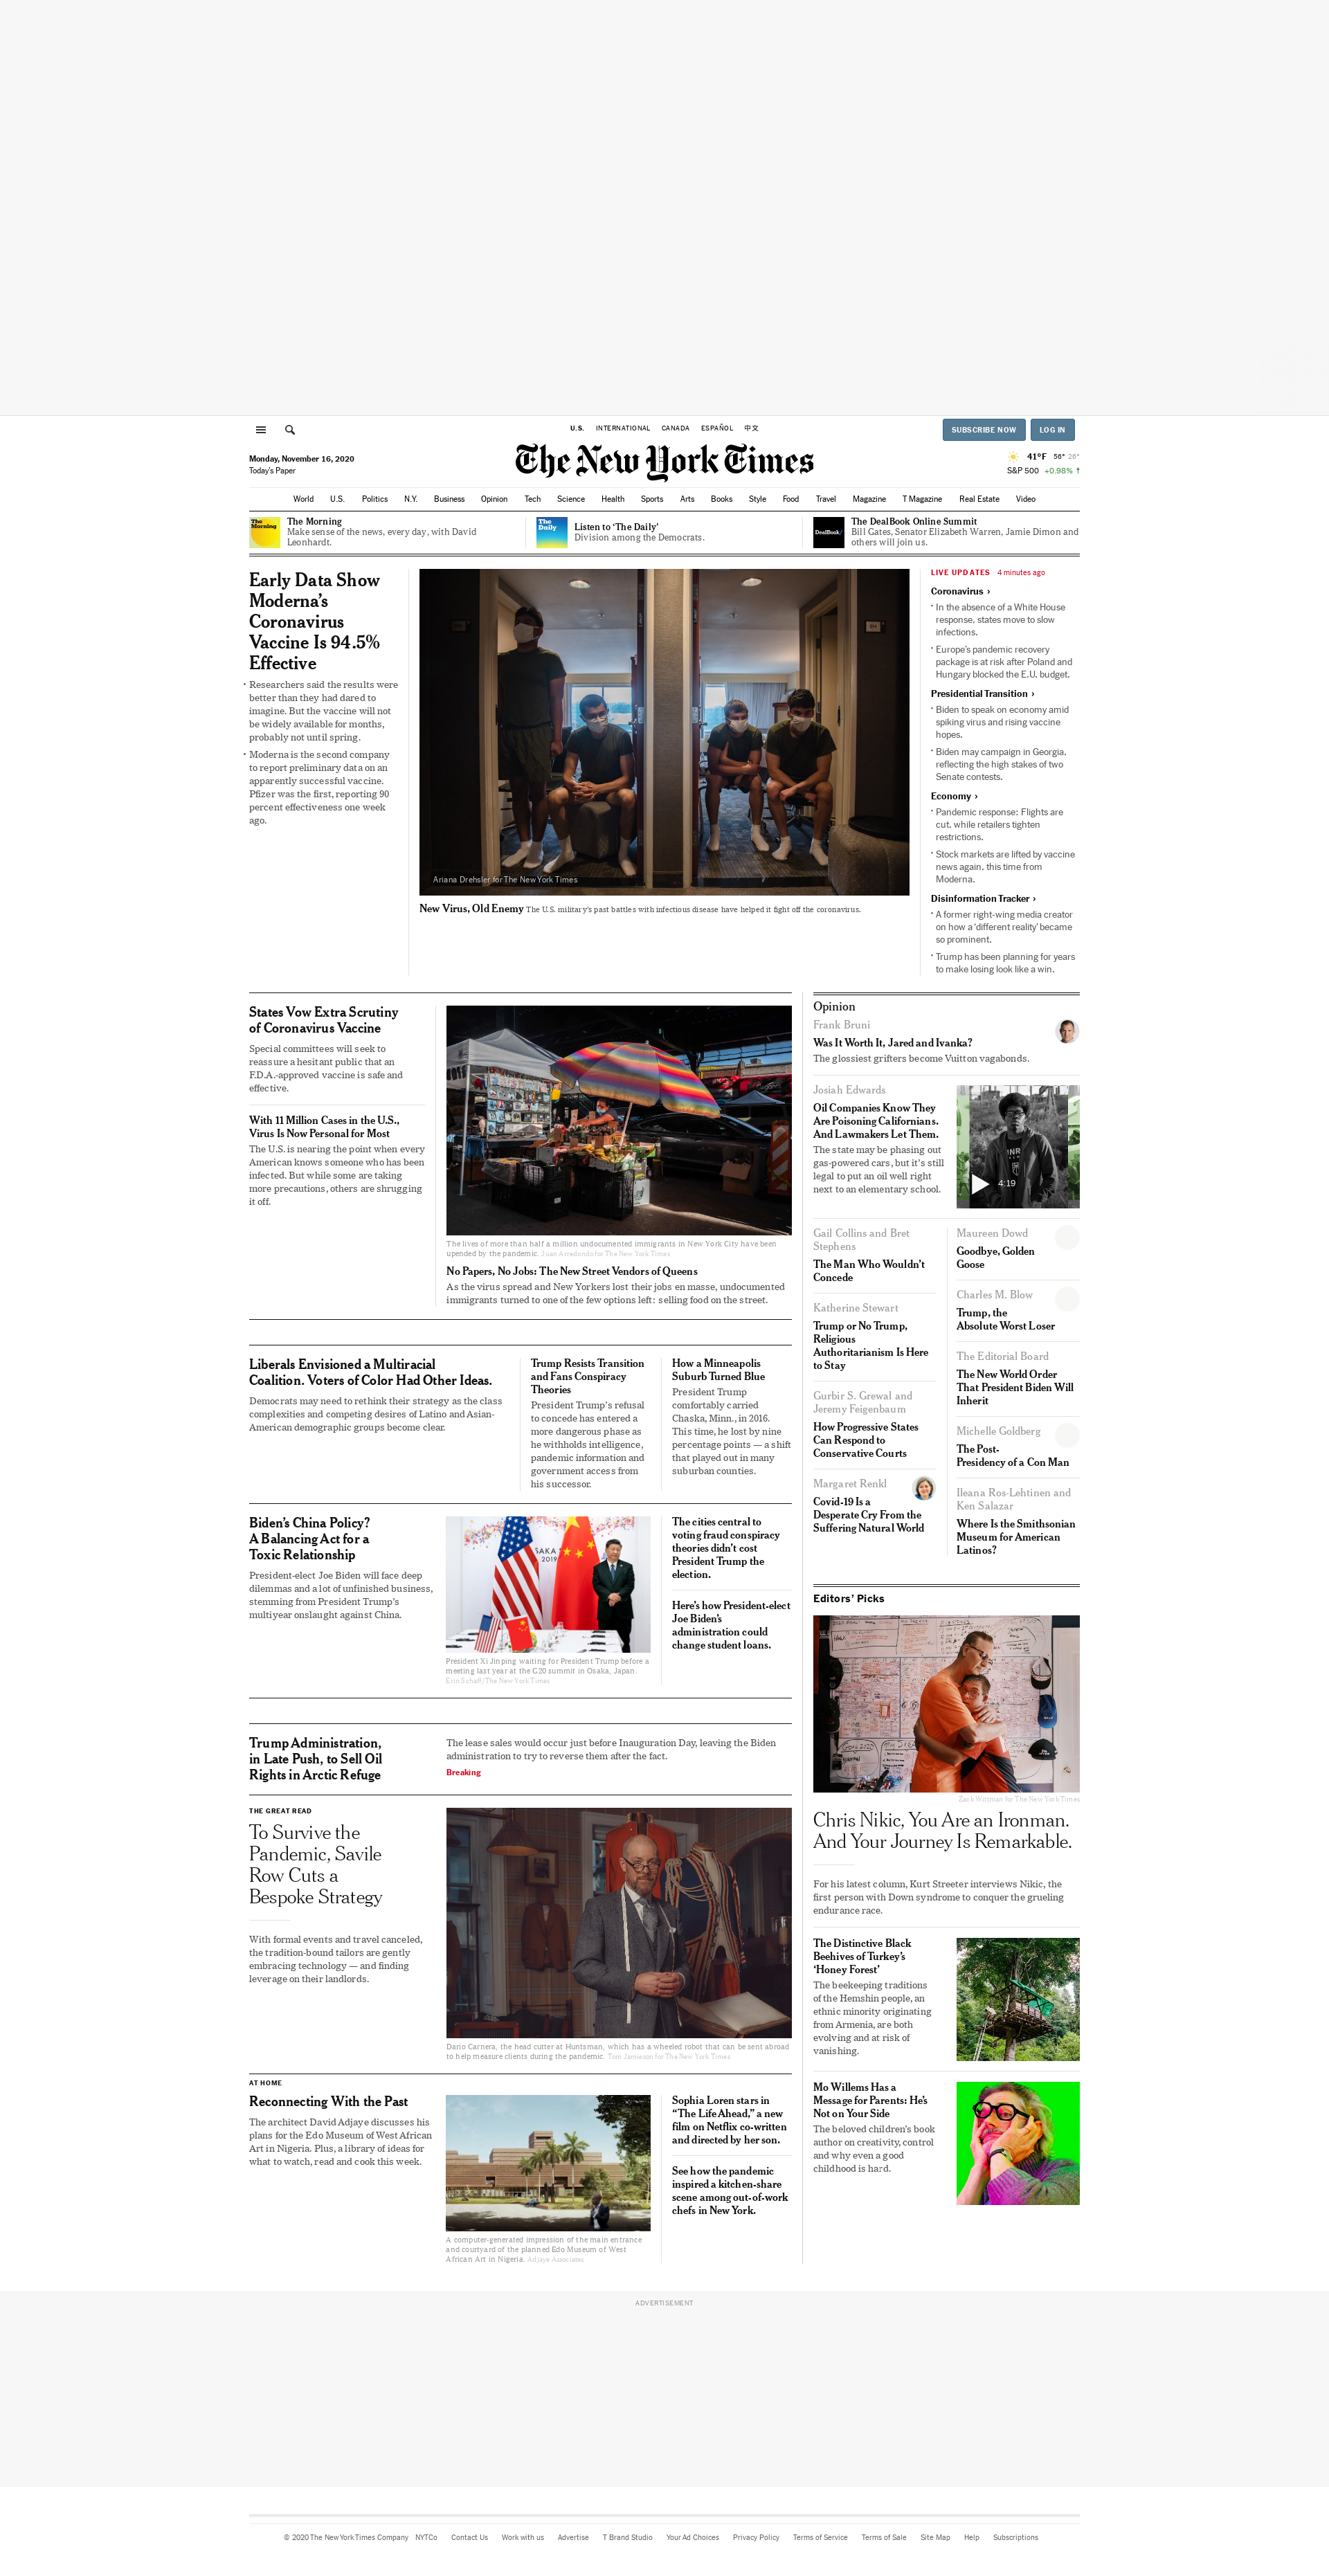 U.S. INTERNATIONAL CANADA ESPAÑOL 中文
SUBSCRIBE NOW LOG IN
Monday, November 16, 2020
Today's Paper
The New York Times
41°F 56° 26°
S&P 500 +0.98% ↑
World U.S. Politics N.Y. Business Opinion Tech Science Health Sports Arts Books Style Food Travel Magazine T Magazine Real Estate Video
The Morning
The Morning
Make sense of the news, every day, with David
Leonhardt.
The Daily
Listen to ‘The Daily’
Division among the Democrats.
DealBook/
The DealBook Online Summit
Bill Gates, Senator Elizabeth Warren, Jamie Dimon and
others will join us.
Early Data Show
Moderna’s
Coronavirus
Vaccine Is 94.5%
Effective
• Researchers said the results were
better than they had dared to
imagine. But the vaccine will not
be widely available for months,
probably not until spring.
• Moderna is the second company
to report preliminary data on an
apparently successful vaccine.
Pfizer was the first, reporting 90
percent effectiveness one week
ago.
Ariana Drehsler for The New York Times
New Virus, Old Enemy The U.S. military’s past battles with infectious disease have helped it fight off the coronavirus.
LIVE UPDATES 4 minutes ago
Coronavirus ›
• In the absence of a White House
response, states move to slow
infections.
• Europe’s pandemic recovery
package is at risk after Poland and
Hungary blocked the E.U. budget.
Presidential Transition ›
• Biden to speak on economy amid
spiking virus and rising vaccine
hopes.
• Biden may campaign in Georgia,
reflecting the high stakes of two
Senate contests.
Economy ›
• Pandemic response: Flights are
cut, while retailers tighten
restrictions.
• Stock markets are lifted by vaccine
news again, this time from
Moderna.
Disinformation Tracker ›
• A former right-wing media creator
on how a ‘different reality’ became
so prominent.
• Trump has been planning for years
to make losing look like a win.
States Vow Extra Scrutiny
of Coronavirus Vaccine
Special committees will seek to
reassure a hesitant public that an
F.D.A.-approved vaccine is safe and
effective.
With 11 Million Cases in the U.S.,
Virus Is Now Personal for Most
The U.S. is nearing the point when every
American knows someone who has been
infected. But while some are taking
more precautions, others are shrugging
it off.
The lives of more than half a million undocumented immigrants in New York City have been
upended by the pandemic. Juan Arredondo for The New York Times
No Papers, No Jobs: The New Street Vendors of Queens
As the virus spread and New Yorkers lost their jobs en masse, undocumented
immigrants turned to one of the few options left: selling food on the street.
Liberals Envisioned a Multiracial
Coalition. Voters of Color Had Other Ideas.
Democrats may need to rethink their strategy as the class
complexities and competing desires of Latino and Asian-
American demographic groups become clear.
Trump Resists Transition
and Fans Conspiracy
Theories
President Trump’s refusal
to concede has entered a
more dangerous phase as
he withholds intelligence,
pandemic information and
government access from
his successor.
How a Minneapolis
Suburb Turned Blue
President Trump
comfortably carried
Chaska, Minn., in 2016.
This time, he lost by nine
percentage points — a shift
that played out in many
suburban counties.
Biden’s China Policy?
A Balancing Act for a
Toxic Relationship
President-elect Joe Biden will face deep
dilemmas and a lot of unfinished business,
stemming from President Trump’s
multiyear onslaught against China.
President Xi Jinping waiting for President Trump before a
meeting last year at the G20 summit in Osaka, Japan.
Erin Schaff/The New York Times
The cities central to
voting fraud conspiracy
theories didn’t cost
President Trump the
election.
Here’s how President-elect
Joe Biden’s
administration could
change student loans.
Trump Administration,
in Late Push, to Sell Oil
Rights in Arctic Refuge
The lease sales would occur just before Inauguration Day, leaving the Biden
administration to try to reverse them after the fact.
Breaking
THE GREAT READ
To Survive the
Pandemic, Savile
Row Cuts a
Bespoke Strategy
With formal events and travel canceled,
the tradition-bound tailors are gently
embracing technology — and finding
leverage on their landlords.
Dario Carnera, the head cutter at Huntsman, which has a wheeled robot that can be sent abroad
to help measure clients during the pandemic. Tom Jamieson for The New York Times
AT HOME
Reconnecting With the Past
The architect David Adjaye discusses his
plans for the Edo Museum of West African
Art in Nigeria. Plus, a library of ideas for
what to watch, read and cook this week.
A computer-generated impression of the main entrance
and courtyard of the planned Edo Museum of West
African Art in Nigeria. Adjaye Associates
Sophia Loren stars in
“The Life Ahead,” a new
film on Netflix co-written
and directed by her son.
See how the pandemic
inspired a kitchen-share
scene among out-of-work
chefs in New York.
Opinion
Frank Bruni
Was It Worth It, Jared and Ivanka?
The glossiest grifters become Vuitton vagabonds.
Josiah Edwards
Oil Companies Know They
Are Poisoning Californians.
And Lawmakers Let Them.
The state may be phasing out
gas-powered cars, but it’s still
legal to put an oil well right
next to an elementary school.
4:19
Gail Collins and Bret
Stephens
The Man Who Wouldn’t
Concede
Katherine Stewart
Trump or No Trump,
Religious
Authoritarianism Is Here
to Stay
Gurbir S. Grewal and
Jeremy Feigenbaum
How Progressive States
Can Respond to
Conservative Courts
Margaret Renkl
Covid-19 Is a
Desperate Cry From the
Suffering Natural World
Maureen Dowd
Goodbye, Golden
Goose
Charles M. Blow
Trump, the
Absolute Worst Loser
The Editorial Board
The New World Order
That President Biden Will
Inherit
Michelle Goldberg
The Post-
Presidency of a Con Man
Ileana Ros-Lehtinen and
Ken Salazar
Where Is the Smithsonian
Museum for American
Latinos?
Editors’ Picks
Zack Wittman for The New York Times
Chris Nikic, You Are an Ironman.
And Your Journey Is Remarkable.
For his latest column, Kurt Streeter interviews Nikic, the
first person with Down syndrome to conquer the grueling
endurance race.
The Distinctive Black
Beehives of Turkey’s
‘Honey Forest’
The beekeeping traditions
of the Hemshin people, an
ethnic minority originating
from Armenia, are both
evolving and at risk of
vanishing.
Mo Willems Has a
Message for Parents: He’s
Not on Your Side
The beloved children’s book
author on creativity, control
and why even a good
childhood is hard.
ADVERTISEMENT
© 2020 The New York Times Company NYTCo Contact Us Work with us Advertise T Brand Studio Your Ad Choices Privacy Policy Terms of Service Terms of Sale Site Map Help Subscriptions